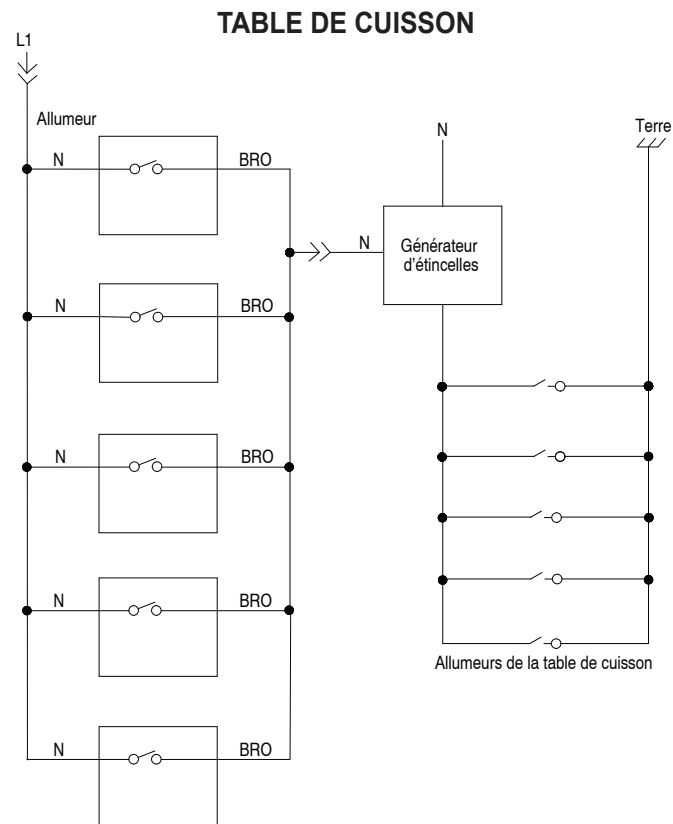 TABLE DE CUISSON
L1
Allumeur
N BRO
N
Terre
N
Générateur
d'étincelles
N BRO
N BRO
N BRO
Allumeurs de la table de cuisson
N BRO